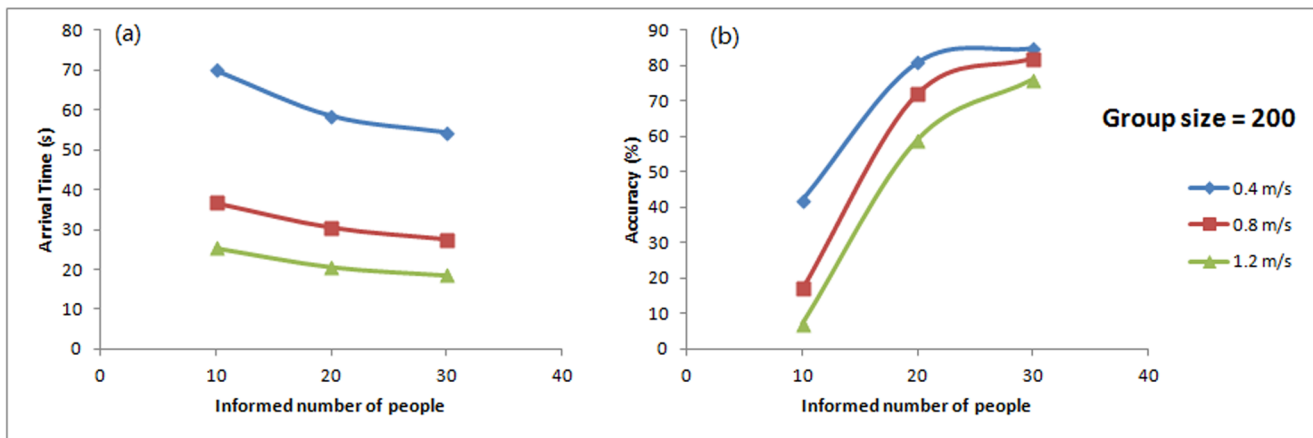 (a)
80
70
60
50
40
30
20
10
0
Arrival Time (s)
0 10 20 30 40
Informed number of people
(b)
90
80
70
60
50
40
30
20
10
0
Accuracy (%)
0 10 20 30 40
Informed number of people
Group size = 200
0.4 m/s
0.8 m/s
1.2 m/s